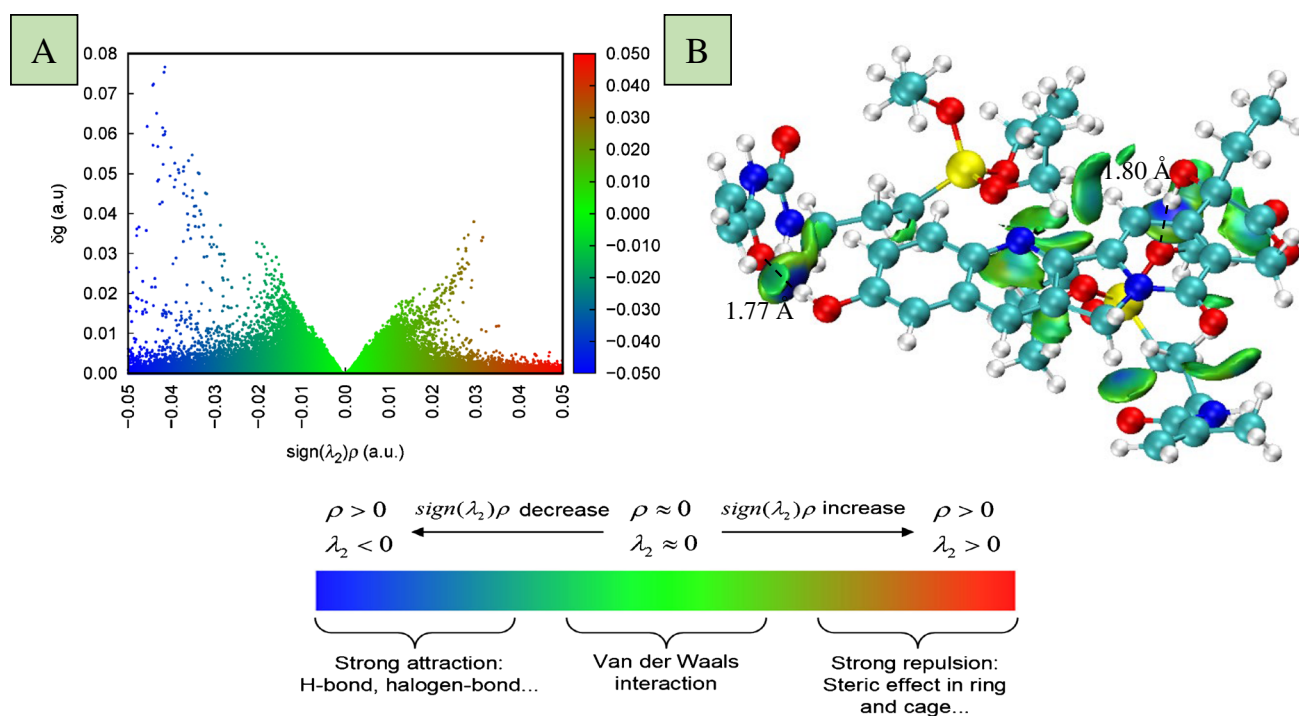 A
B
δg (a.u)
0.08
0.07
0.06
0.05
0.04
0.03
0.02
0.01
0.00
−0.05
−0.04
−0.03
−0.02
−0.01
0.00
0.01
0.02
0.03
0.04
0.05
sign(λ₂)ρ (a.u.)
0.050
0.040
0.030
0.020
0.010
0.000
−0.010
−0.020
−0.030
−0.040
−0.050
1.80 Å
1.77 Å
ρ > 0 sign(λ₂)ρ decrease ρ ≈ 0 sign(λ₂)ρ increase ρ > 0
λ₂ < 0 λ₂ ≈ 0 λ₂ > 0
Strong attraction:
H-bond, halogen-bond...
Van der Waals
interaction
Strong repulsion:
Steric effect in ring
and cage...